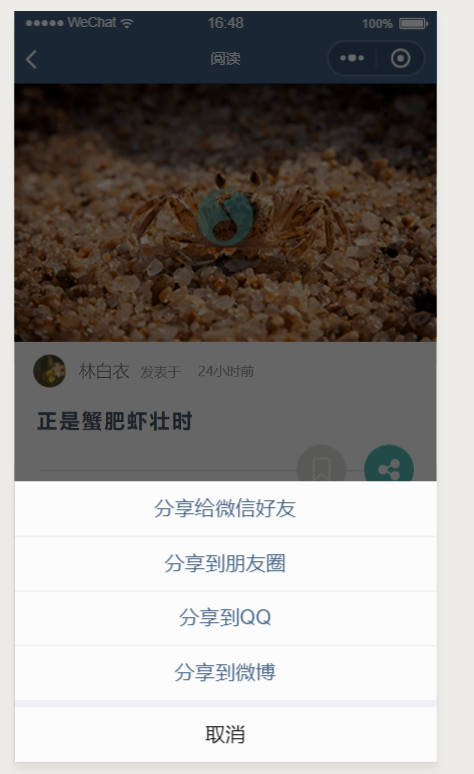 WeChat 16:48 100%
阅读
林白衣 发表于 24小时前
正是蟹肥虾壮时
分享给微信好友
分享到朋友圈
分享到QQ
分享到微博
取消